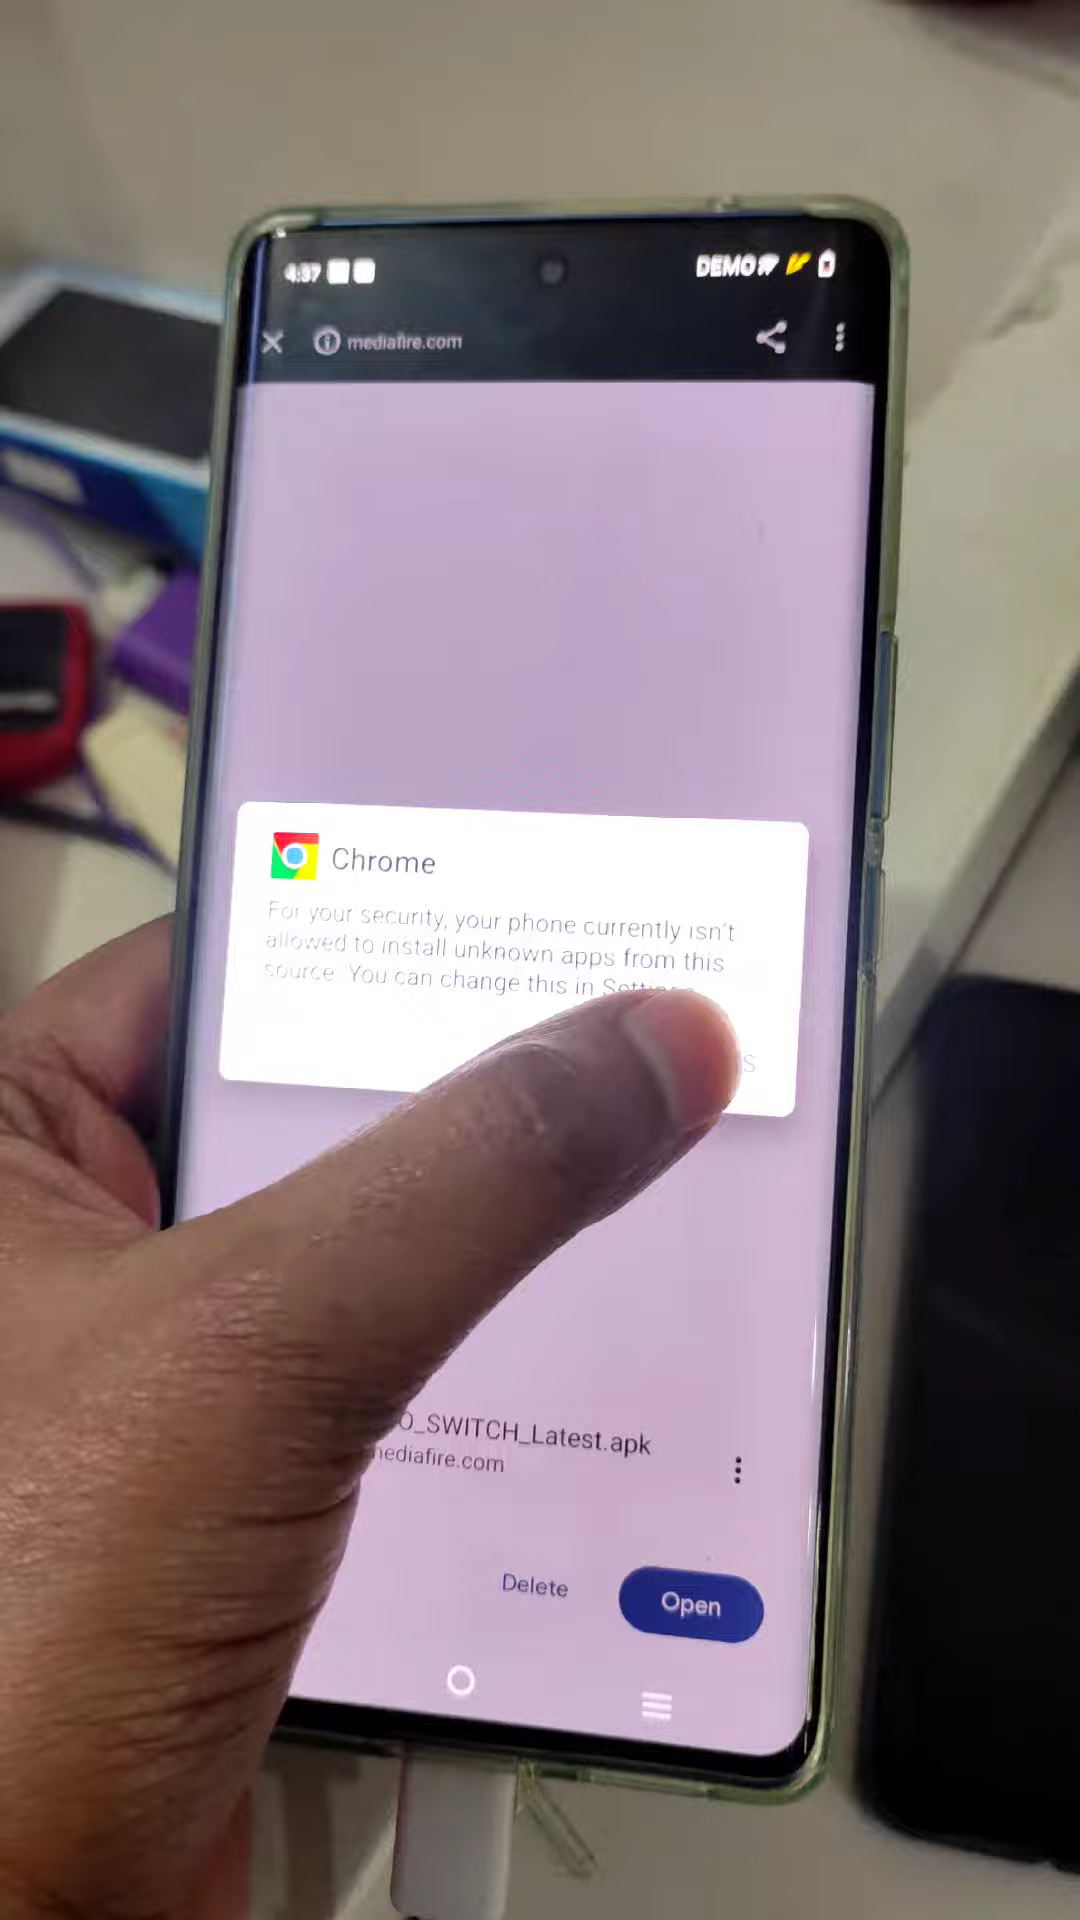 4:37 DEMO
mediafire.com
Chrome
For your security, your phone currently isn't
allowed to install unknown apps from this
source. You can change this in Settings.
S
O_SWITCH_Latest.apk
mediafire.com
Delete
Open